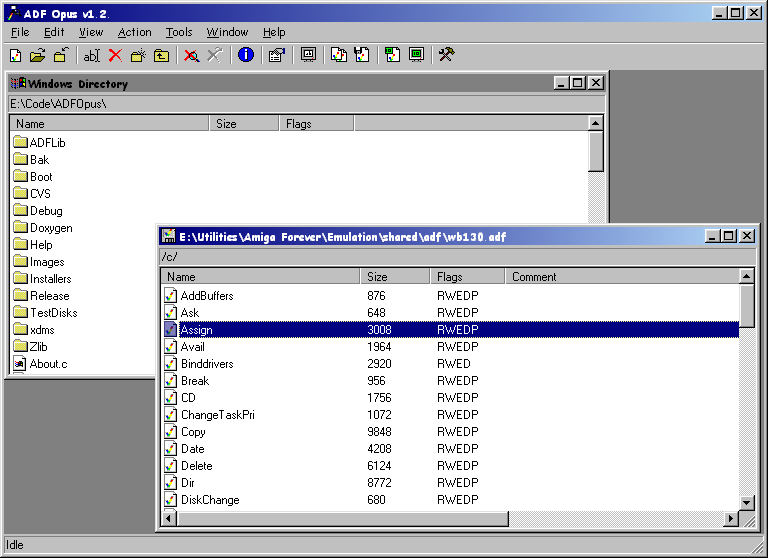 ADF Opus v1.2.
File Edit View Action Tools Window Help
Windows Directory
E:\Code\ADFOpus\
Name Size Flags
ADFLib
Bak
Boot
CVS
Debug
Doxygen
Help
Images
Installers
Release
TestDisks
xdms
Zlib
About.c
E:\Utilities\Amiga Forever\Emulation\shared\adf\wb130.adf
/c/
Name Size Flags Comment
AddBuffers 876 RWEDP
Ask 648 RWEDP
Assign 3008 RWEDP
Avail 1964 RWEDP
Binddrivers 2920 RWED
Break 956 RWEDP
CD 1756 RWEDP
ChangeTaskPri 1072 RWEDP
Copy 9848 RWEDP
Date 4208 RWEDP
Delete 6124 RWEDP
Dir 8772 RWEDP
DiskChange 680 RWEDP
Idle